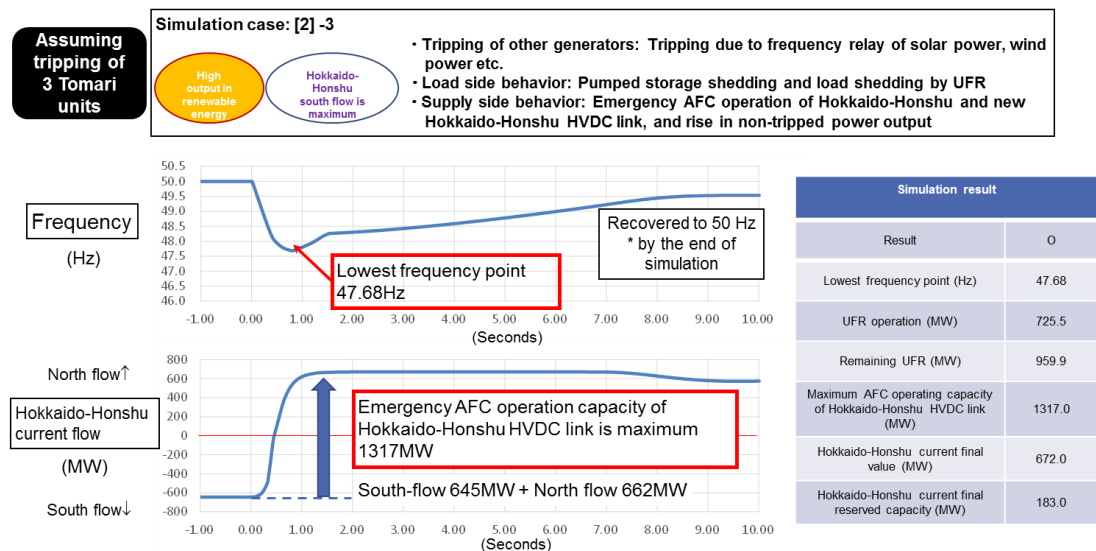 Assuming
tripping of
3 Tomari
units
Simulation case: [2] -3
High
output in
renewable
energy
Hokkaido-
Honshu
south flow is
maximum
・Tripping of other generators: Tripping due to frequency relay of solar power, wind
power etc.
・Load side behavior: Pumped storage shedding and load shedding by UFR
・Supply side behavior: Emergency AFC operation of Hokkaido-Honshu and new
Hokkaido-Honshu HVDC link, and rise in non-tripped power output
Frequency
(Hz)
50.5
50.0
49.5
49.0
48.5
48.0
47.5
47.0
46.5
46.0
Lowest frequency point
47.68Hz
Recovered to 50 Hz
* by the end of
simulation
-1.00 0.00 1.00 2.00 3.00 4.00 5.00 6.00 7.00 8.00 9.00 10.00
(Seconds)
North flow↑
Hokkaido-Honshu
current flow
(MW)
South flow↓
800
600
400
200
0
-200
-400
-600
-800
Emergency AFC operation capacity of
Hokkaido-Honshu HVDC link is maximum
1317MW
South-flow 645MW + North flow 662MW
-1.00 0.00 1.00 2.00 3.00 4.00 5.00 6.00 7.00 8.00 9.00 10.00
(Seconds)
Simulation result
Result O
Lowest frequency point (Hz) 47.68
UFR operation (MW) 725.5
Remaining UFR (MW) 959.9
Maximum AFC operating capacity
of Hokkaido-Honshu HVDC link
(MW) 1317.0
Hokkaido-Honshu current final
value (MW) 672.0
Hokkaido-Honshu current final
reserved capacity (MW) 183.0